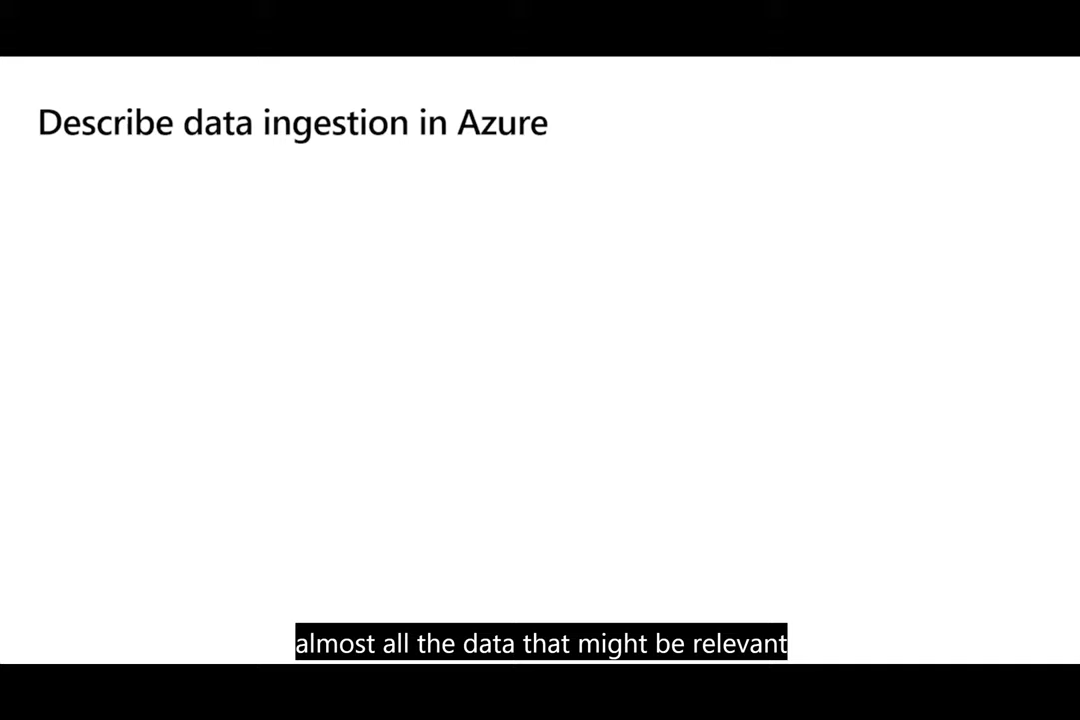 Describe data ingestion in Azure
almost all the data that might be relevant